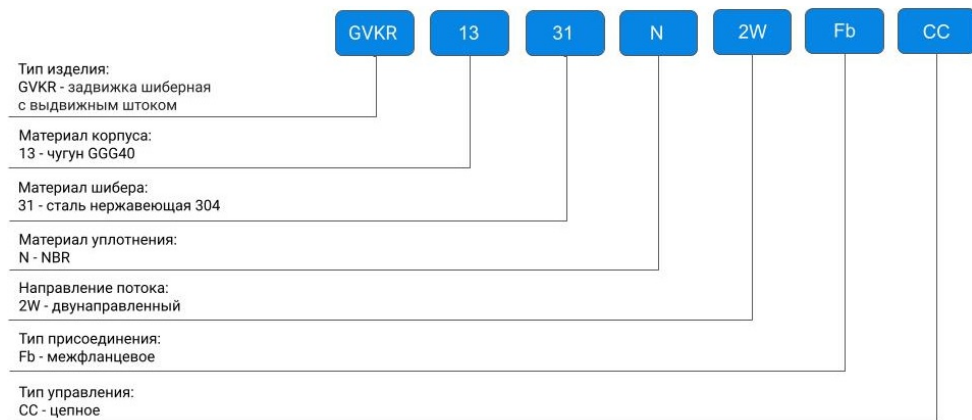 GVKR 13 31 N 2W Fb CC
Тип изделия:
GVKR - задвижка шиберная
с выдвижным штоком
Материал корпуса:
13 - чугун GGG40
Материал шибера:
31 - сталь нержавеющая 304
Материал уплотнения:
N - NBR
Направление потока:
2W - двунаправленный
Тип присоединения:
Fb - межфланцевое
Тип управления:
CC - цепное